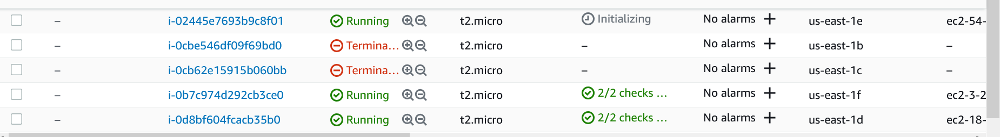 – i-02445e7693b9c8f01 Running t2.micro Initializing No alarms + us-east-1e ec2-54-
– i-0cbe546df09f69bd0 Termina... t2.micro – No alarms + us-east-1b –
– i-0cb62e15915b060bb Termina... t2.micro – No alarms + us-east-1c –
– i-0b7c974d292cb3ce0 Running t2.micro 2/2 checks ... No alarms + us-east-1f ec2-3-2
– i-0d8bf604fcacb35b0 Running t2.micro 2/2 checks ... No alarms + us-east-1d ec2-18-